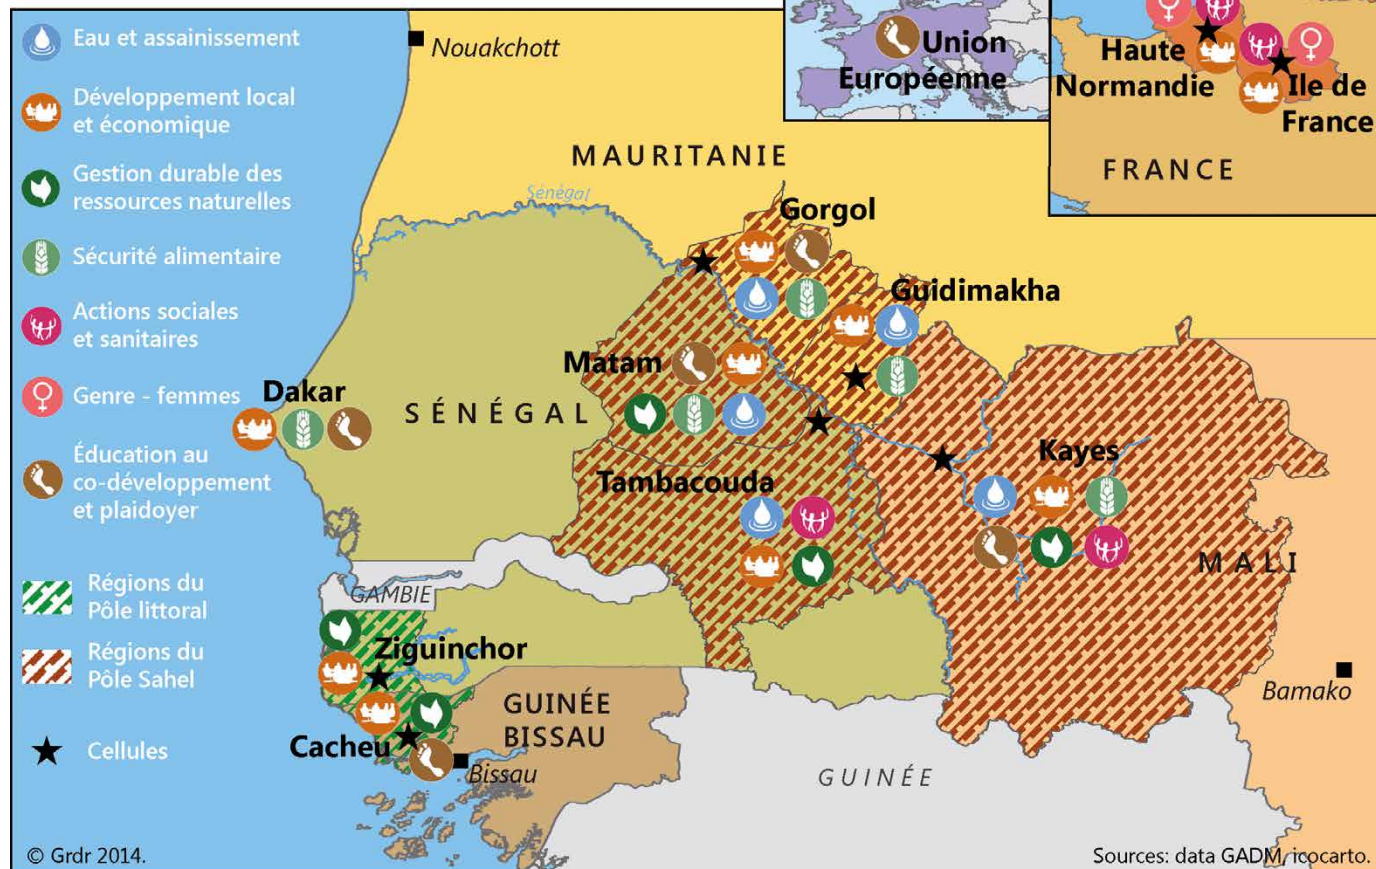 Eau et assainissement
Développement local
et économique
Gestion durable des
ressources naturelles
Sécurité alimentaire
Actions sociales
et sanitaires
Genre - femmes
Éducation au
co-développement
et plaidoyer
Régions du
Pôle littoral
Régions du
Pôle Sahel
Cellules
© Grdr 2014.
Nouakchott
Union
Européenne
Haute
Normandie
Ile de
France
FRANCE
MAURITANIE
Sénégal
Gorgol
Guidimakha
Matam
Dakar
SÉNÉGAL
Kayes
Tambacouda
MALI
GAMBIE
Ziguinchor
Bamako
GUINÉE
BISSAU
Cacheu
Bissau
GUINÉE
Sources: data GADM, icocarto.